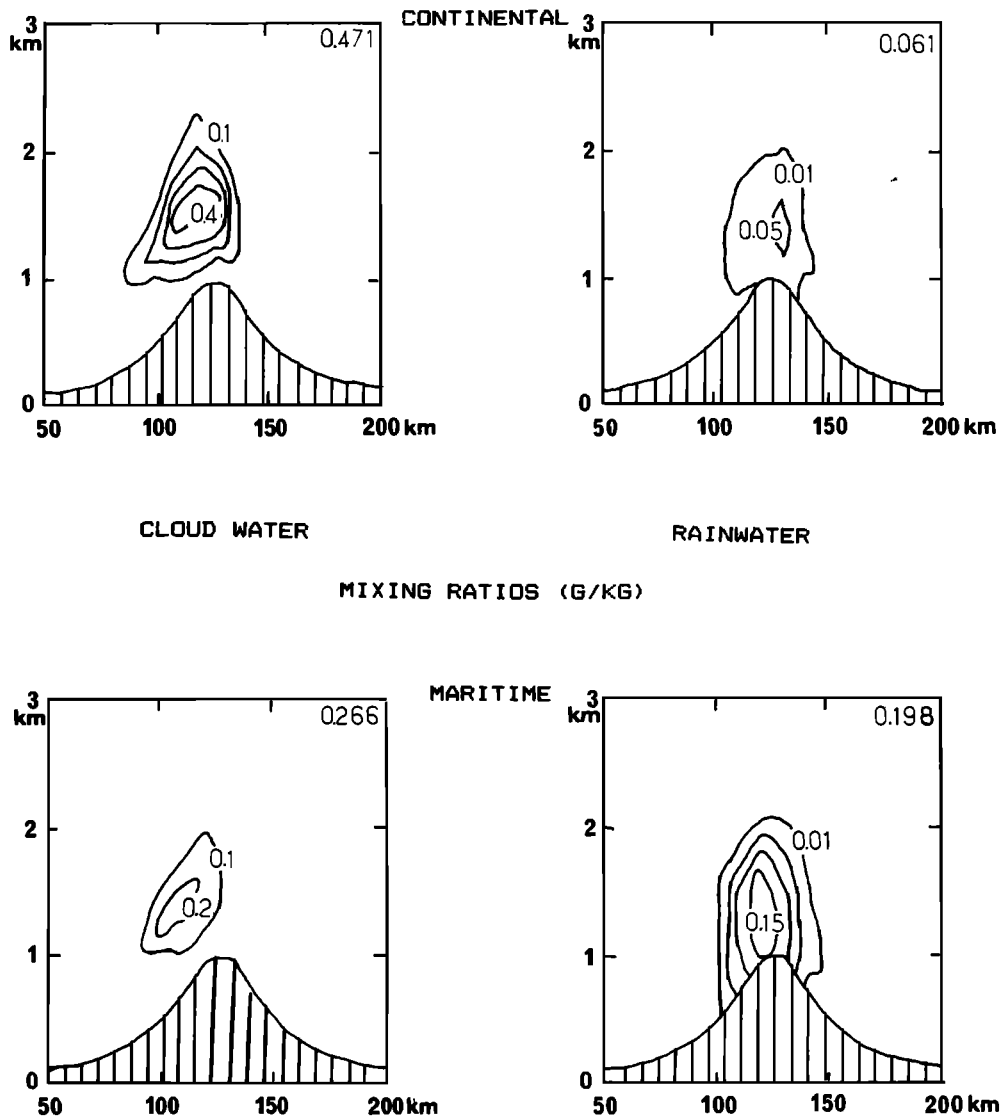 CONTINENTAL
3
km
2
1
0
0.471
0.1
0.4
50 100 150 200 km
3
km
2
1
0
0.061
0.01
0.05
50 100 150 200 km
CLOUD WATER
RAINWATER
MIXING RATIOS (G/KG)
MARITIME
3
km
2
1
0
0.266
0.1
0.2
50 100 150 200 km
3
km
2
1
0
0.198
0.01
0.15
50 100 150 200 km